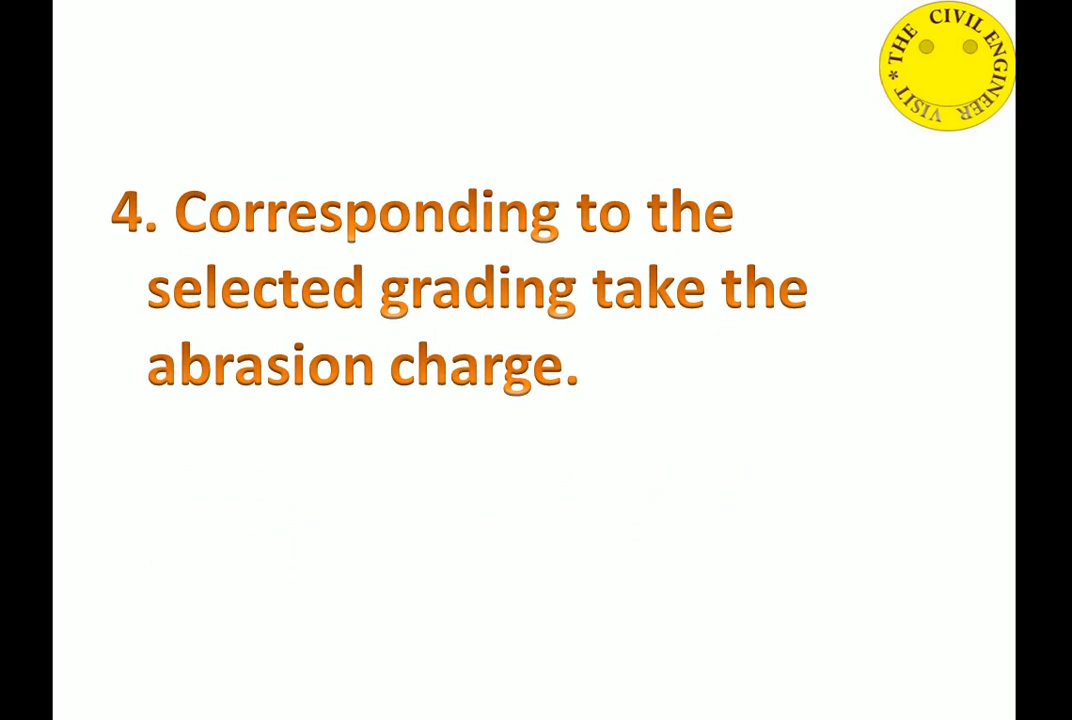 THE CIVIL ENGINEER VISIT *
4. Corresponding to the
selected grading take the
abrasion charge.